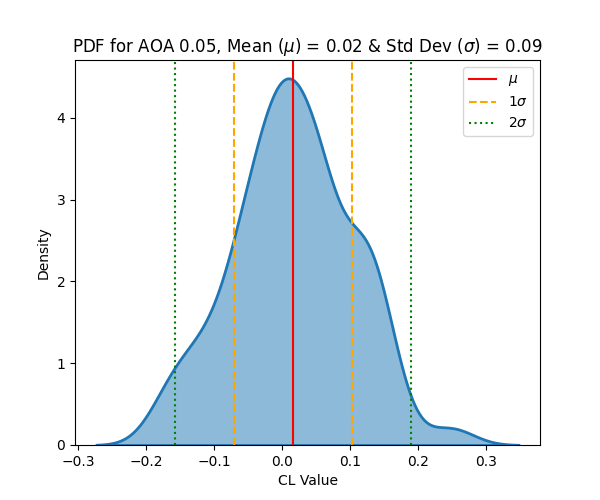 PDF for AOA 0.05, Mean (μ) = 0.02 & Std Dev (σ) = 0.09
μ
1σ
2σ
Density
4
3
2
1
0
−0.3 −0.2 −0.1 0.0 0.1 0.2 0.3
CL Value